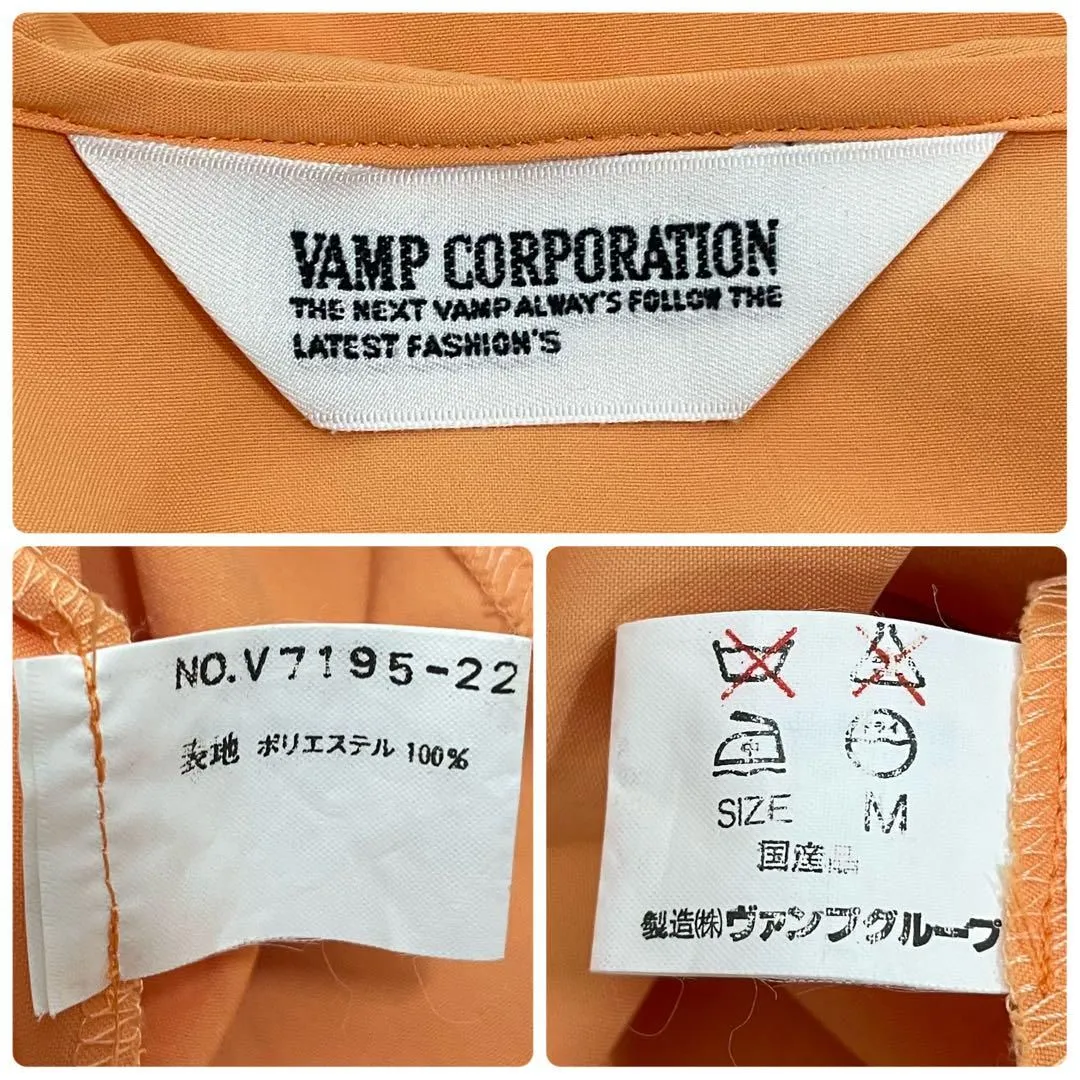 VAMP CORPORATION
THE NEXT VAMP ALWAY'S FOLLOW THE
LATEST FASHION'S
NO.V7195-22
表地 ポリエステル 100%
SIZE M
国産品
製造(株)ヴァンプグループ